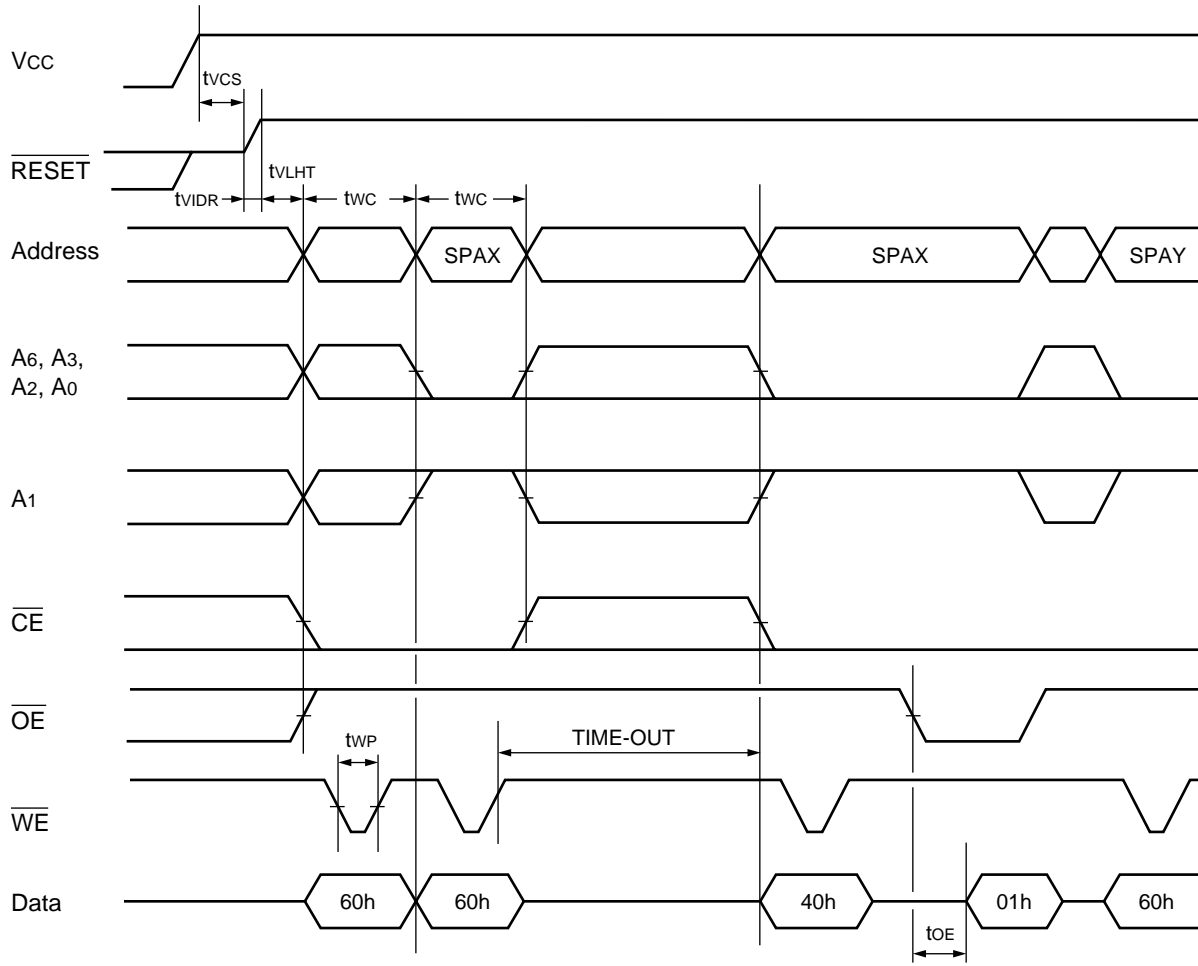 VCC
tVCS
RESET
tVLHT
tVIDR
tWC
tWC
Address
SPAX
SPAX
SPAY
A6, A3,
A2, A0
A1
CE
OE
TIME-OUT
tWP
WE
Data
60h
60h
40h
01h
60h
tOE